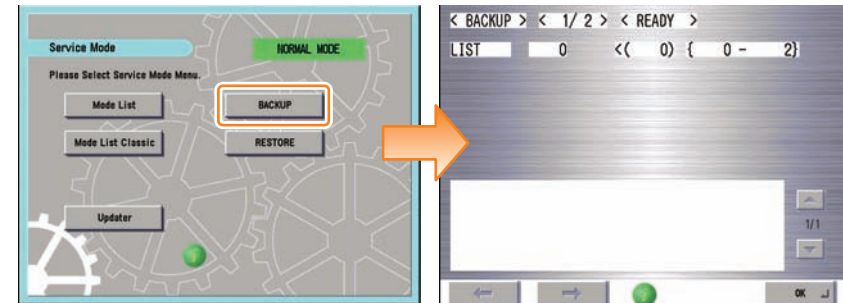 Service Mode
NORMAL MODE
Please Select Service Mode Menu.
Mode List
BACKUP
Mode List Classic
RESTORE
Updater
< BACKUP > < 1/ 2 > < READY >
LIST 0 <( 0) { 0 - 2}
1/1
OK